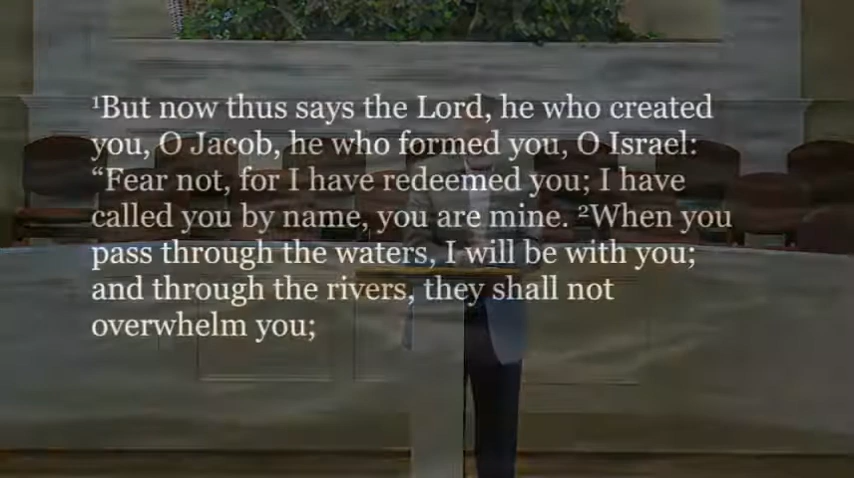 ¹But now thus says the Lord, he who created
you, O Jacob, he who formed you, O Israel:
“Fear not, for I have redeemed you; I have
called you by name, you are mine. ²When you
pass through the waters, I will be with you;
and through the rivers, they shall not
overwhelm you;